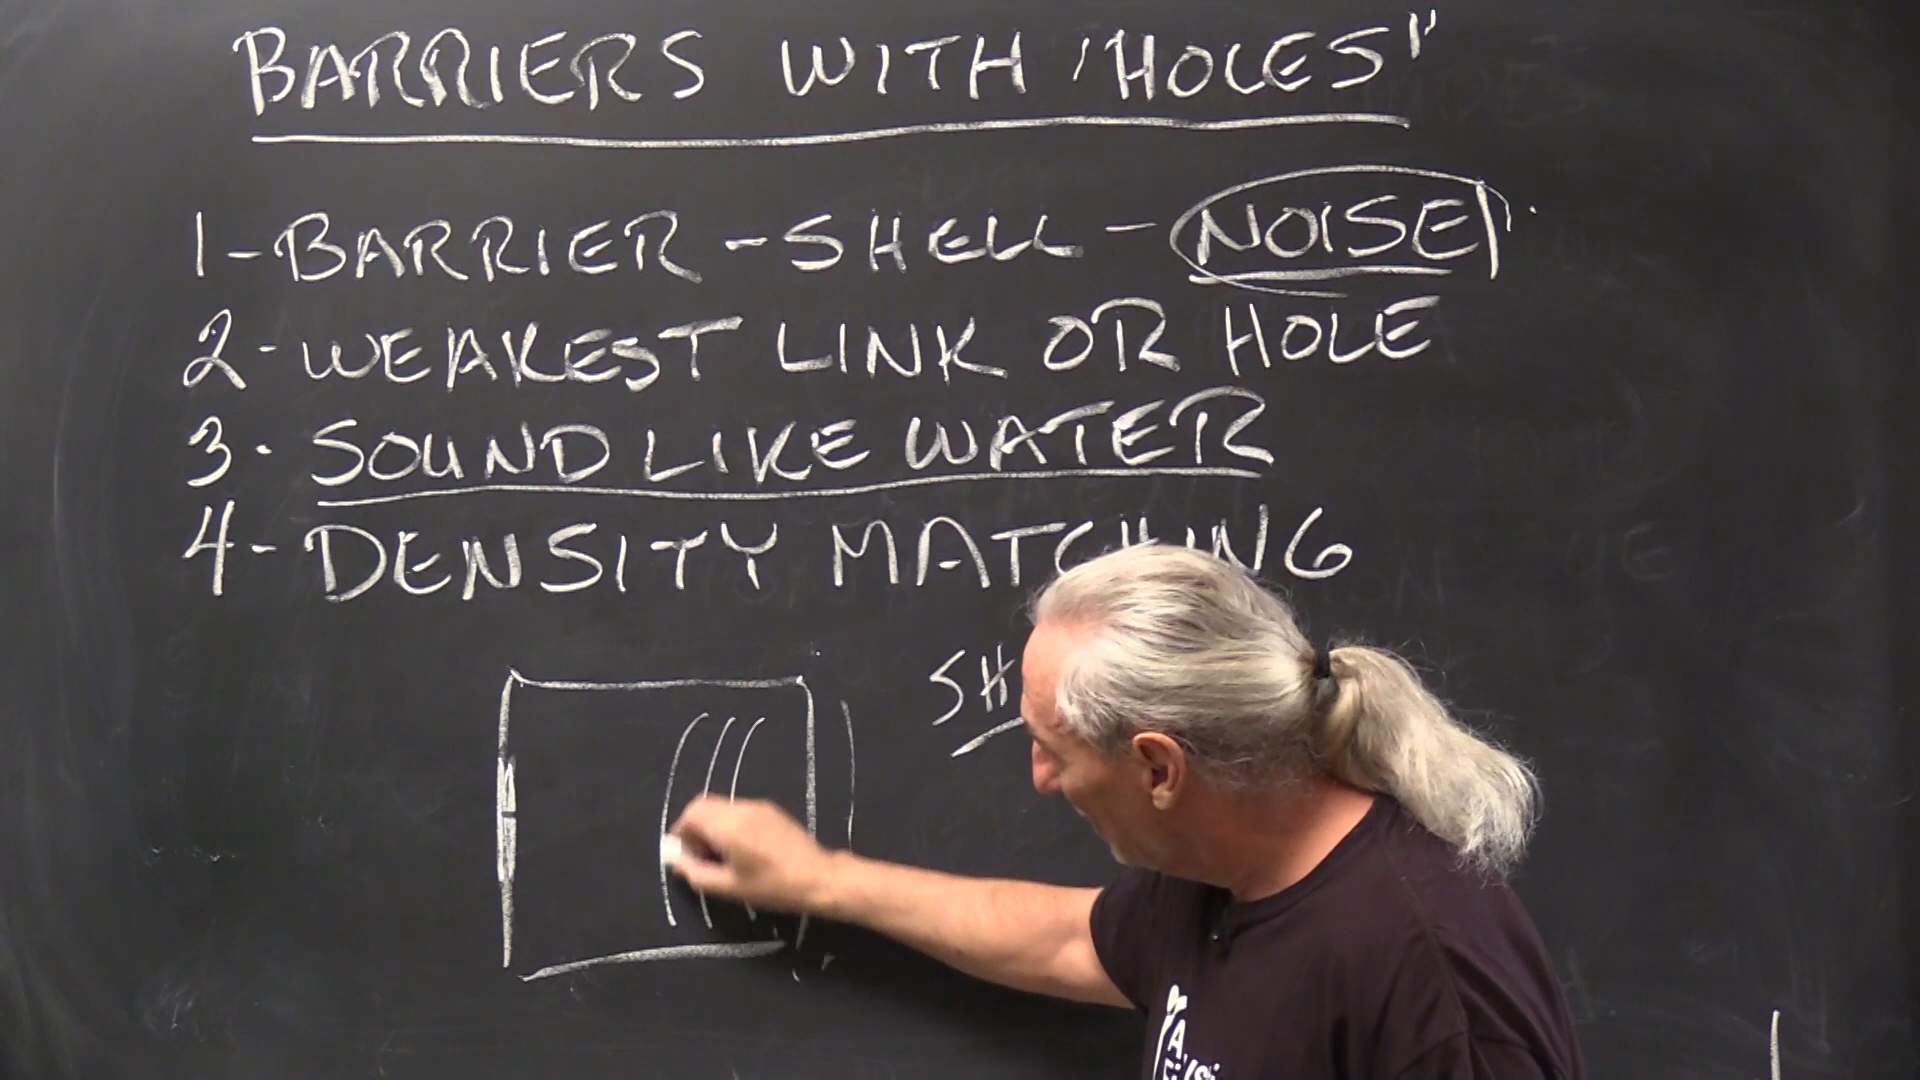 BARRIERS WITH "HOLES"
1-BARRIER-SHELL-NOISE
2-WEAKEST LINK OR HOLE
3-SOUND LIKE WATER
4-DENSITY MATCHING
SH